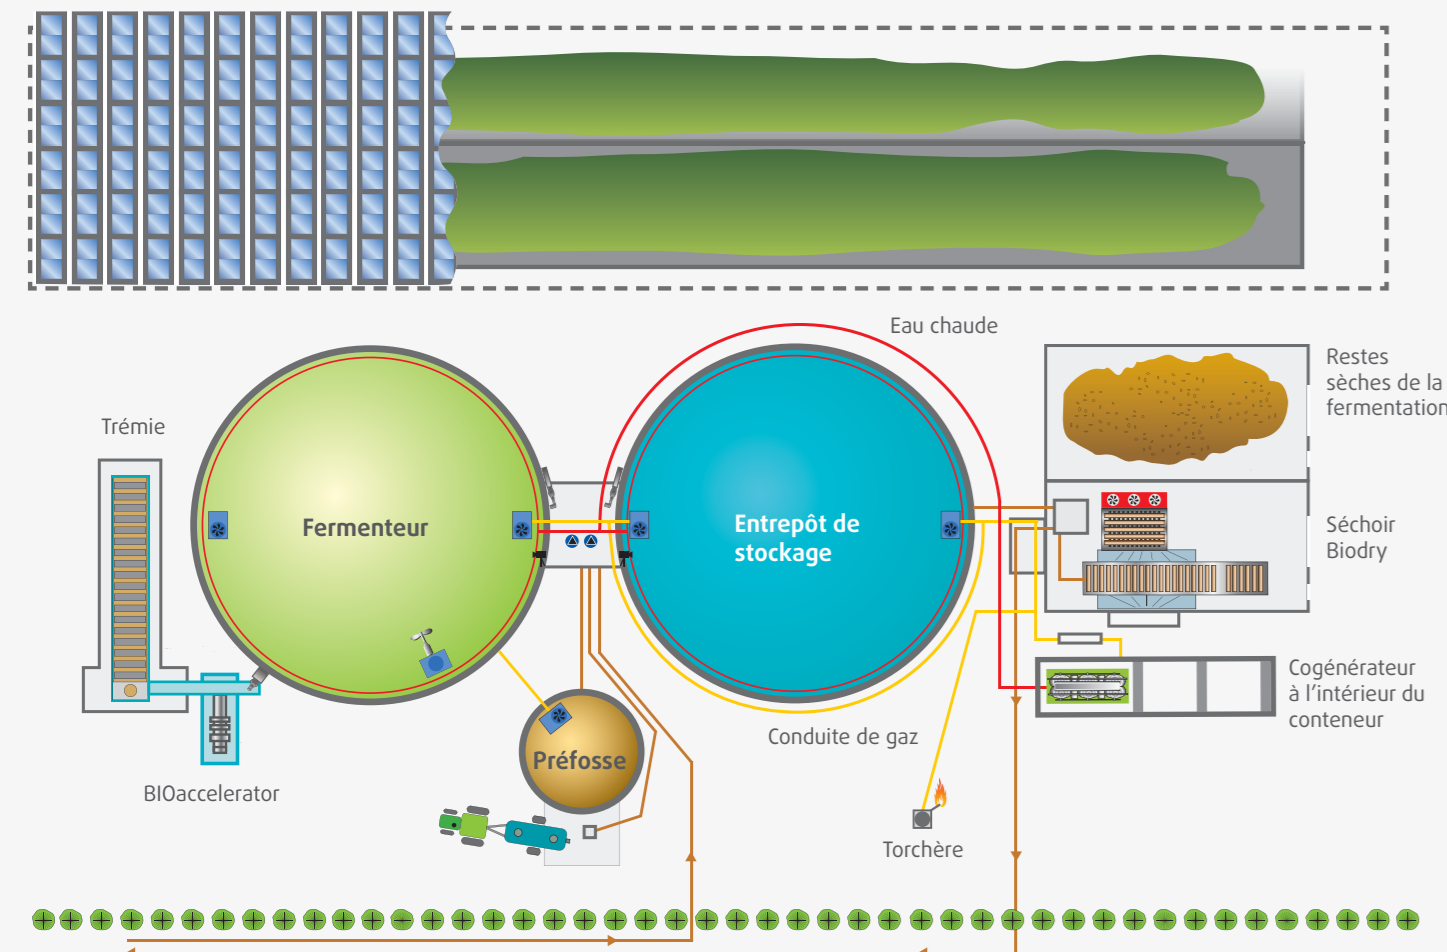 Eau chaude
Restes
sèches de la
fermentation
Trémie
Fermenteur
Entrepôt de
stockage
Séchoir
Biodry
Cogénérateur
à l'intérieur du
conteneur
Conduite de gaz
Préfosse
BIOaccelerator
Torchère